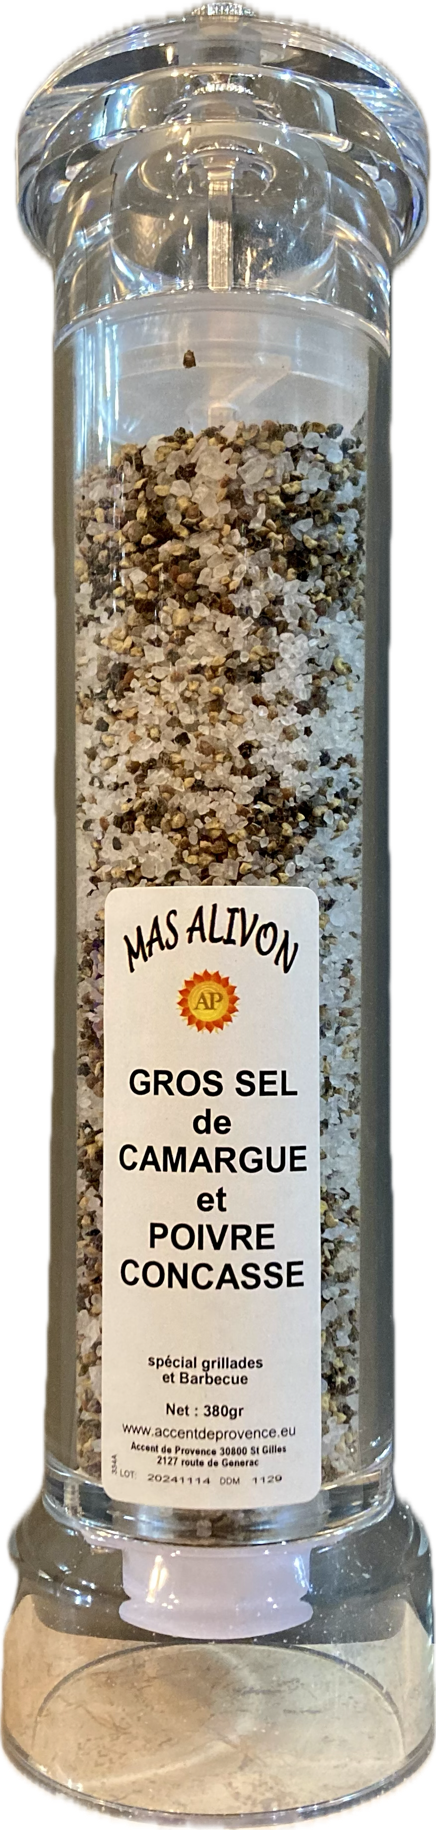 MAS ALIVON
AP
GROS SEL
de
CAMARGUE
et
POIVRE
CONCASSE
spécial grillades
et Barbecue
Net : 380gr
www.accentdeprovence.eu
Accent de Provence 30800 St Gilles
2127 route de Generac
LOT: 20241114 DDM 1129
334A